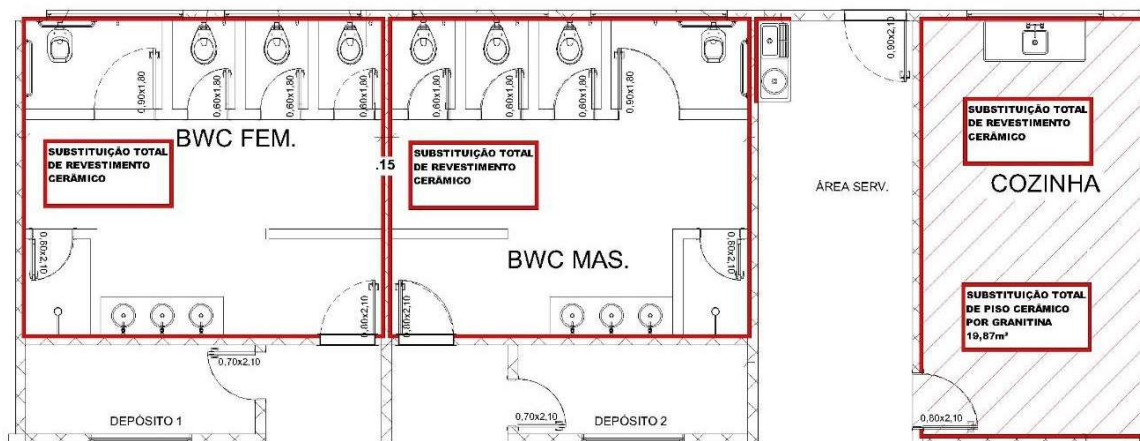 0,90x1,80
0,60x1,80
0,60x1,80
0,60x1,80
0,60x1,80
0,60x1,80
0,60x1,80
0,90x1,80
0,90x2,10
BWC FEM.
SUBSTITUIÇÃO TOTAL
DE REVESTIMENTO
CERÂMICO
.15
SUBSTITUIÇÃO TOTAL
DE REVESTIMENTO
CERÂMICO
SUBSTITUIÇÃO TOTAL
DE REVESTIMENTO
CERÂMICO
ÁREA SERV.
COZINHA
0,80x2,10
BWC MAS.
0,80x2,10
0,80x2,10
0,80x2,10
SUBSTITUIÇÃO TOTAL
DE PISO CERÂMICO
POR GRANITINA
19,87m²
0,70x2,10
DEPÓSITO 1
0,70x2,10
DEPÓSITO 2
0,80x2,10